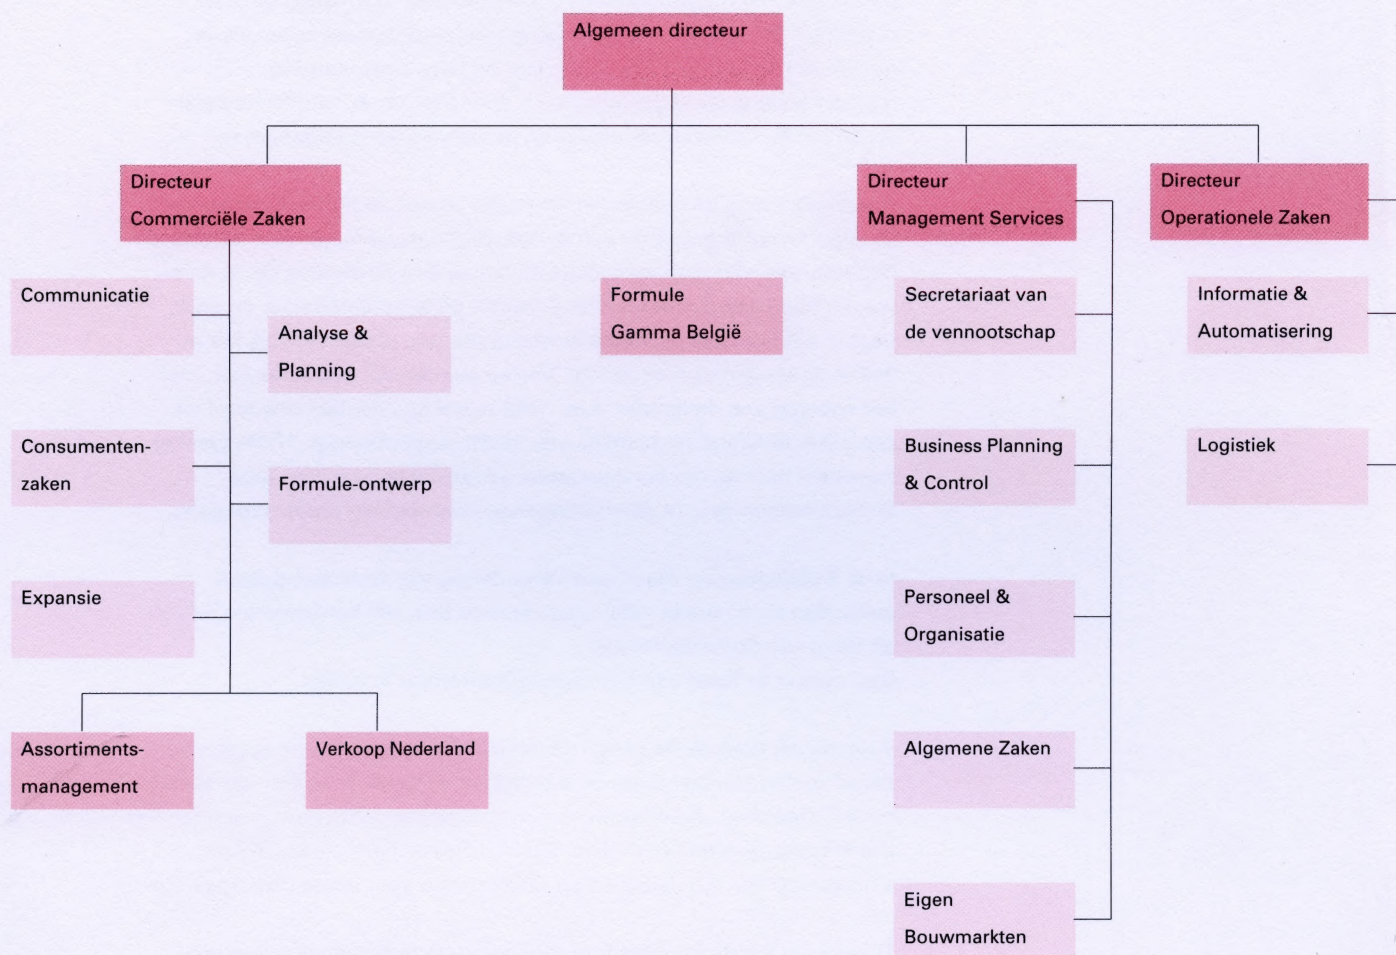 Algemeen directeur
Directeur
Commerciële Zaken
Directeur
Management Services
Directeur
Operationele Zaken
Communicatie
Analyse &
Planning
Consumenten-
zaken
Formule-ontwerp
Expansie
Assortiments-
management
Verkoop Nederland
Formule
Gamma België
Secretariaat van
de vennootschap
Business Planning
& Control
Personeel &
Organisatie
Algemene Zaken
Eigen
Bouwmarkten
Informatie &
Automatisering
Logistiek